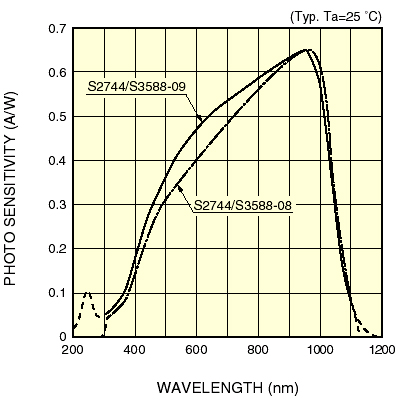 (Typ. Ta=25 °C)
0.7
0.6
0.5
0.4
0.3
0.2
0.1
0
PHOTO SENSITIVITY (A/W)
S2744/S3588-09
S2744/S3588-08
200 400 600 800 1000 1200
WAVELENGTH (nm)